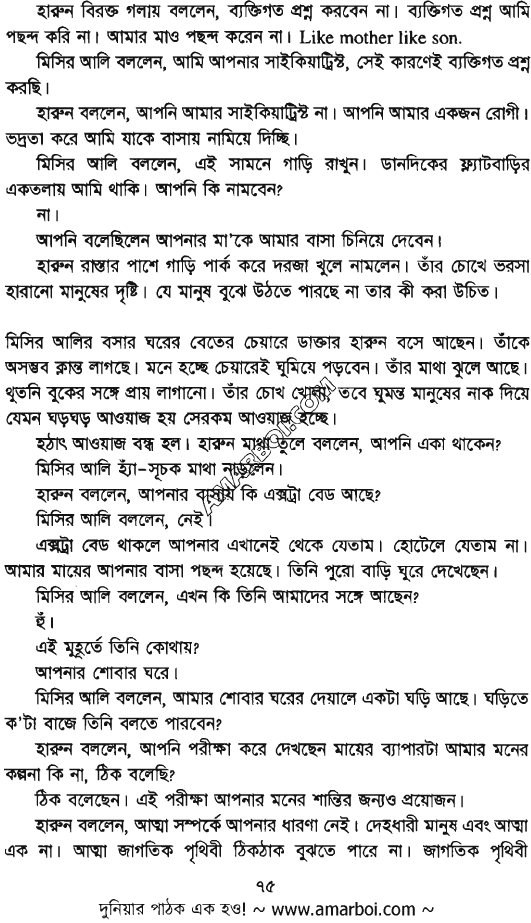 হারুন বিরক্ত গলায় বললেন, ব্যক্তিগত প্রশ্ন করবেন না। ব্যক্তিগত প্রশ্ন আমি
পছন্দ করি না। আমার মাও পছন্দ করেন না। Like mother like son.
মিসির আলি বললেন, আমি আপনার সাইকিয়াট্রিস্ট, সেই কারণেই ব্যক্তিগত প্রশ্ন
করছি।
হারুন বললেন, আপনি আমার সাইকিয়াট্রিস্ট না। আপনি আমার একজন রোগী।
ভদ্রতা করে আমি যাকে বাসায় নামিয়ে দিচ্ছি।
মিসির আলি বললেন, এই সামনে গাড়ি রাখুন। ডানদিকের ফ্ল্যাটবাড়ির
একতলায় আমি থাকি। আপনি কি নামবেন?
না।
আপনি বলেছিলেন আপনার মা'কে আমার বাসা চিনিয়ে দেবেন।
হারুন রাস্তার পাশে গাড়ি পার্ক করে দরজা খুলে নামলেন। তাঁর চোখে ভরসা
হারানো মানুষের দৃষ্টি। যে মানুষ বুঝে উঠতে পারছে না তার কী করা উচিত।
মিসির আলির বসার ঘরের বেতের চেয়ারে ডাক্তার হারুন বসে আছেন। তাঁকে
অসম্ভব ক্লান্ত লাগছে। মনে হচ্ছে চেয়ারেই ঘুমিয়ে পড়বেন। তাঁর মাথা ঝুলে আছে।
থুতনি বুকের সঙ্গে প্রায় লাগানো। তাঁর চোখ খোলা, তবে ঘুমন্ত মানুষের নাক দিয়ে
যেমন ঘড়ঘড় আওয়াজ হয় সেরকম আওয়াজ হচ্ছে।
হঠাৎ আওয়াজ বন্ধ হল। হারুন মাথা তুলে বললেন, আপনি একা থাকেন?
মিসির আলি হ্যাঁ-সূচক মাথা নাড়লেন।
হারুন বললেন, আপনার বাসায় কি এক্সট্রা বেড আছে?
মিসির আলি বললেন, নেই।
এক্সট্রা বেড থাকলে আপনার এখানেই থেকে যেতাম। হোটেলে যেতাম না।
আমার মায়ের আপনার বাসা পছন্দ হয়েছে। তিনি পুরো বাড়ি ঘুরে দেখেছেন।
মিসির আলি বললেন, এখন কি তিনি আমাদের সঙ্গে আছেন?
হুঁ।
এই মুহূর্তে তিনি কোথায়?
আপনার শোবার ঘরে।
মিসির আলি বললেন, আমার শোবার ঘরের দেয়ালে একটা ঘড়ি আছে। ঘড়িতে
ক'টা বাজে তিনি বলতে পারবেন?
হারুন বললেন, আপনি পরীক্ষা করে দেখছেন মায়ের ব্যাপারটা আমার মনের
কল্পনা কি না, ঠিক বলেছি?
ঠিক বলেছেন। এই পরীক্ষা আপনার মনের শান্তির জন্যও প্রয়োজন।
হারুন বললেন, আত্মা সম্পর্কে আপনার ধারণা নেই। দেহধারী মানুষ এবং আত্মা
এক না। আত্মা জাগতিক পৃথিবী ঠিকঠাক বুঝতে পারে না। জাগতিক পৃথিবী
AMARBOI.COM
৭৫
দুনিয়ার পাঠক এক হও! ~ www.amarboi.com ~